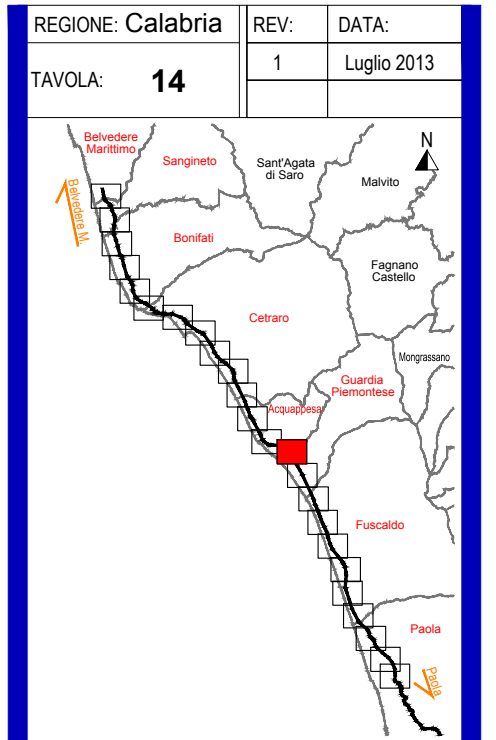 REGIONE: Calabria
REV:
DATA:
TAVOLA: 14
1
Luglio 2013
Belvedere
Marittimo
Sangineto
Sant'Agata
di Saro
Malvito
N
Belvedere M.
Bonifati
Fagnano
Castello
Cetraro
Mongrassano
Guardia
Piemontese
Acquappesa
Fuscaldo
Paola
Paola